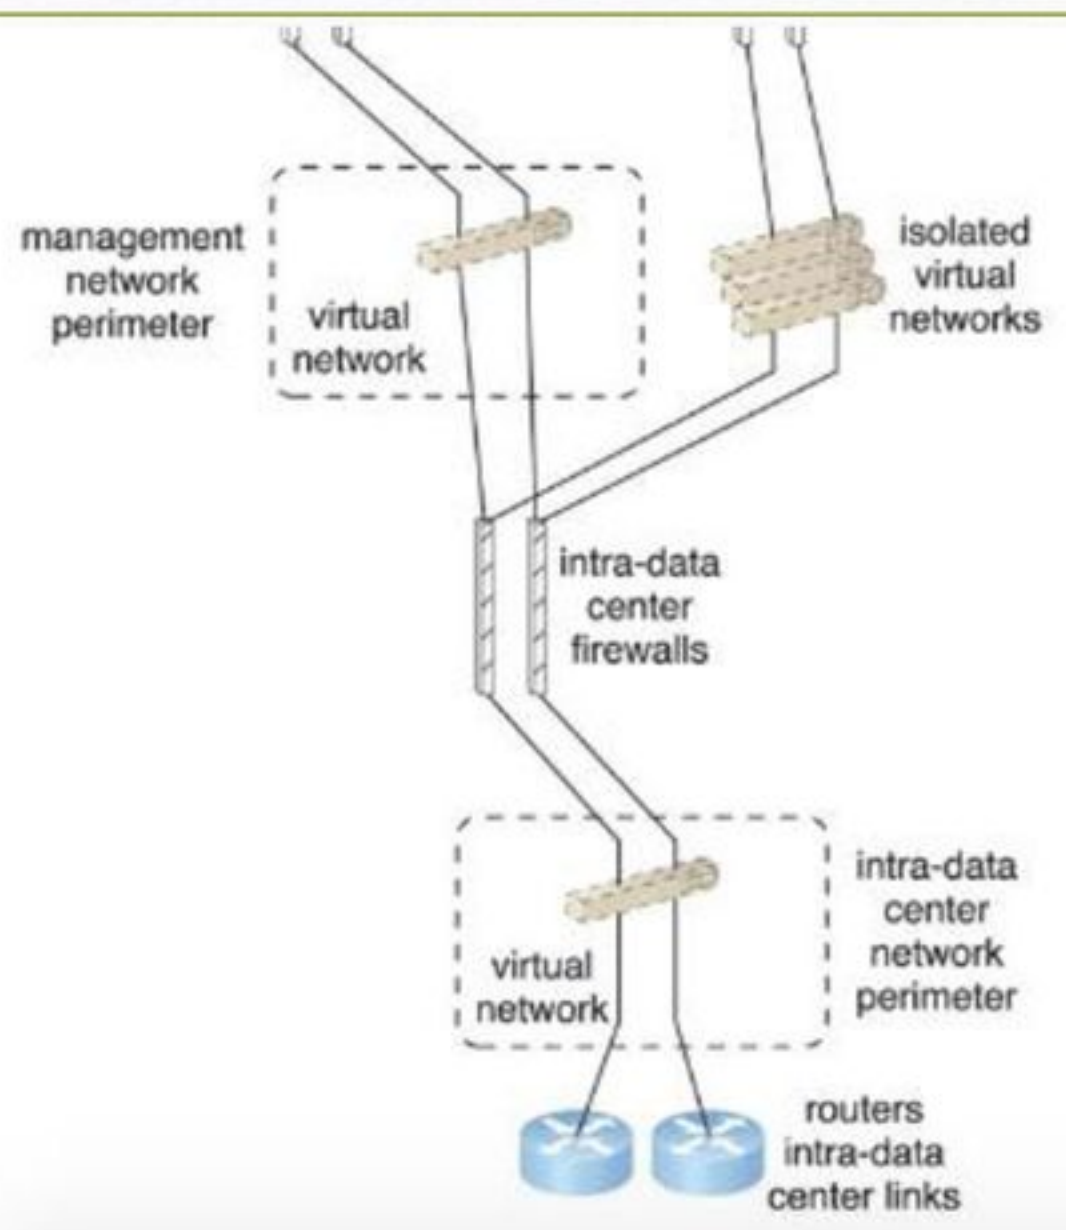 management
network
perimeter
virtual
network
isolated
virtual
networks
intra-data
center
firewalls
virtual
network
intra-data
center
network
perimeter
routers
intra-data
center links